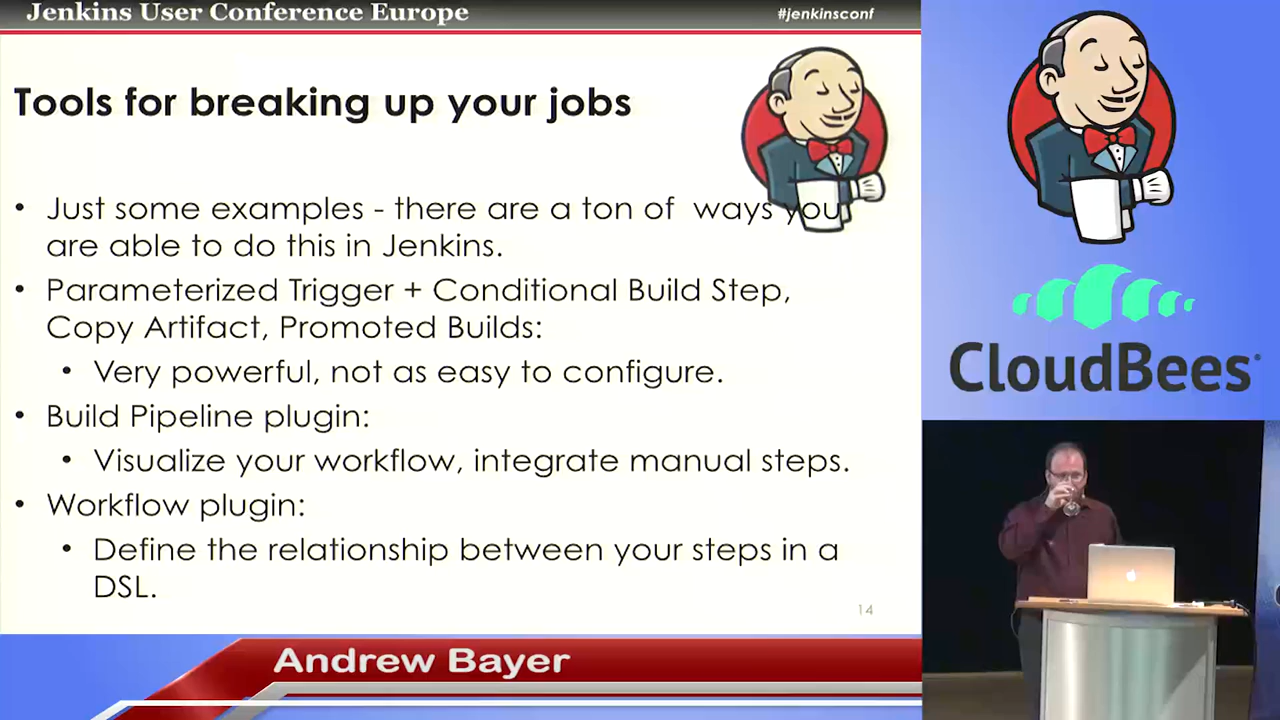 Jenkins User Conference Europe
#jenkinsconf
Tools for breaking up your jobs
• Just some examples - there are a ton of ways you
are able to do this in Jenkins.
• Parameterized Trigger + Conditional Build Step,
Copy Artifact, Promoted Builds:
• Very powerful, not as easy to configure.
• Build Pipeline plugin:
• Visualize your workflow, integrate manual steps.
• Workflow plugin:
• Define the relationship between your steps in a
DSL.
14
Andrew Bayer
CloudBees